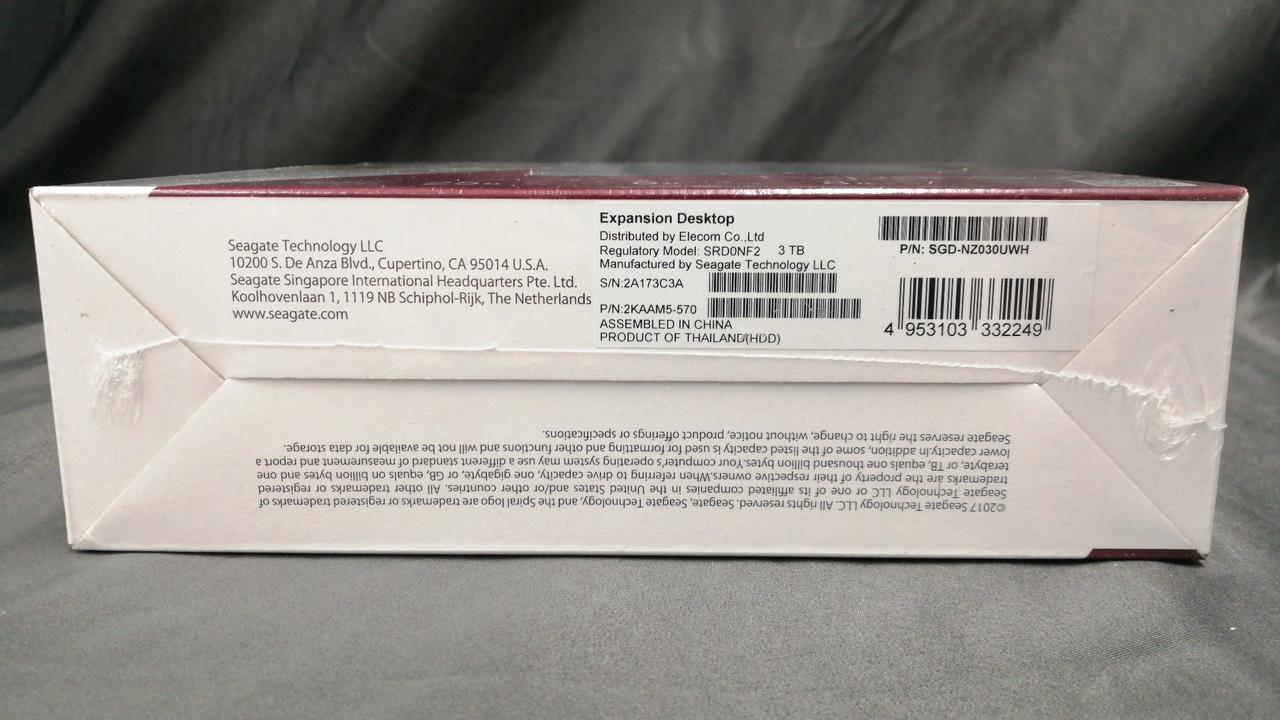 Seagate Technology LLC
10200 S. De Anza Blvd., Cupertino, CA 95014 U.S.A.
Seagate Singapore International Headquarters Pte. Ltd.
Koolhovenlaan 1, 1119 NB Schiphol-Rijk, The Netherlands
www.seagate.com
Expansion Desktop
Distributed by Elecom Co.,Ltd
Regulatory Model: SRD0NF2 3 TB
Manufactured by Seagate Technology LLC
S/N:2A173C3A
P/N:2KAAM5-570
ASSEMBLED IN CHINA
PRODUCT OF THAILAND(HDD)
P/N: SGD-NZ030UWH
4 953103 332249
©2017 Seagate Technology LLC. All rights reserved. Seagate, Seagate Technology, and the Spiral logo are trademarks or registered trademarks of
Seagate Technology LLC or one of its affiliated companies in the United States and/or other countries. All other trademarks or registered
trademarks are the property of their respective owners.When referring to drive capacity, one gigabyte, or GB, equals on billion bytes and one
terabyte, or TB, equals one thousand billion bytes.Your computer's operating system may use a different standard of measurement and report a
lower capacity.In addition, some of the listed capacity is used for formatting and other functions and will not be available for data storage.
Seagate reserves the right to change, without notice, product offerings or specifications.